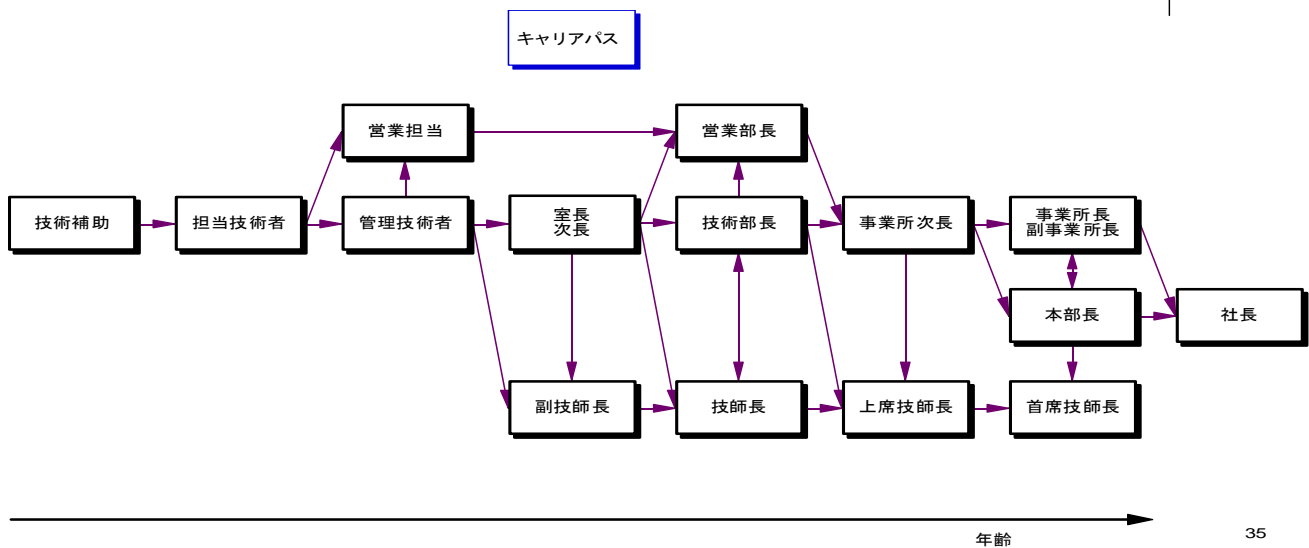 キャリアパス
営業担当
営業部長
技術補助
担当技術者
管理技術者
室長
次長
技術部長
事業所次長
事業所長
副事業所長
本部長
社長
副技師長
技師長
上席技師長
首席技師長
年齢
35